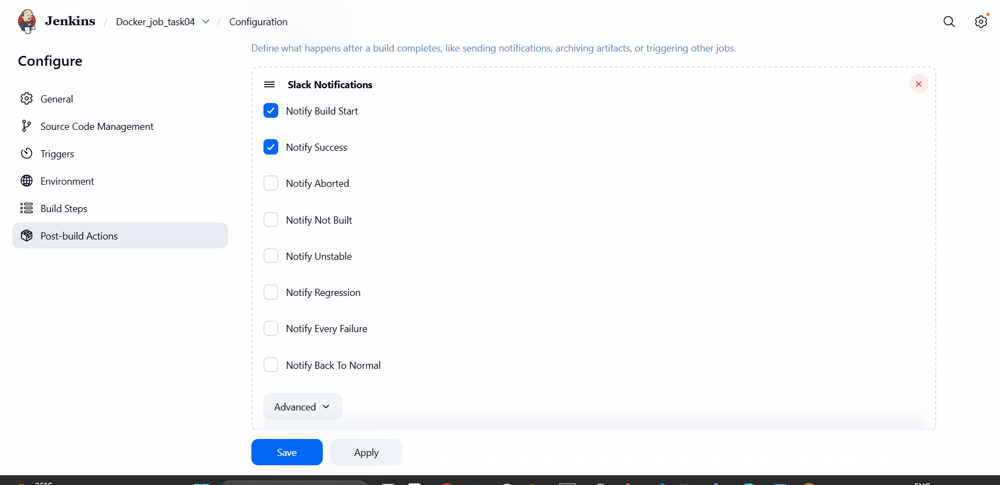 Jenkins / Docker_job_task04 / Configuration
Define what happens after a build completes, like sending notifications, archiving artifacts, or triggering other jobs.
Configure
General
Source Code Management
Triggers
Environment
Build Steps
Post-build Actions
Slack Notifications
Notify Build Start
Notify Success
Notify Aborted
Notify Not Built
Notify Unstable
Notify Regression
Notify Every Failure
Notify Back To Normal
Advanced
Save
Apply